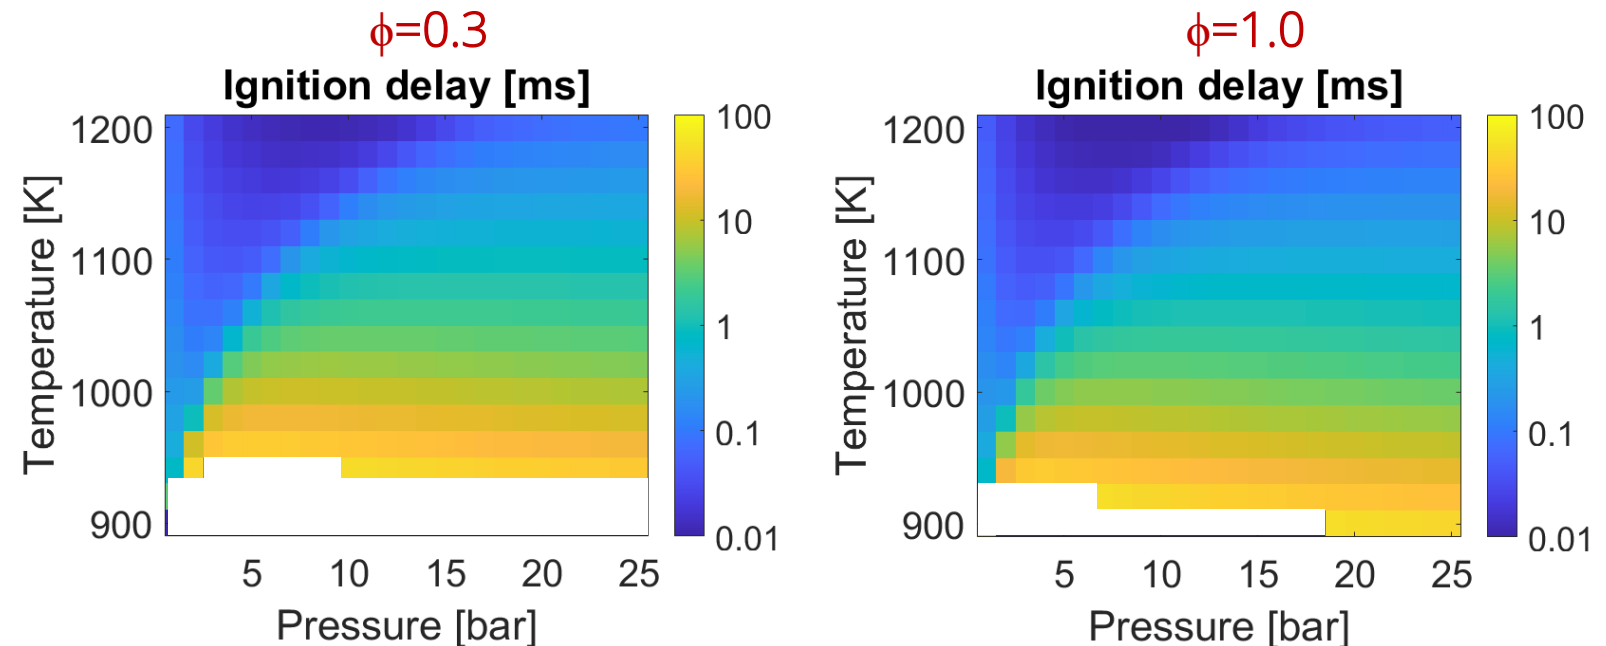 ϕ=0.3
Ignition delay [ms]
1200
1100
1000
900
Temperature [K]
5 10 15 20 25
Pressure [bar]
100
10
1
0.1
0.01
ϕ=1.0
Ignition delay [ms]
1200
1100
1000
900
Temperature [K]
5 10 15 20 25
Pressure [bar]
100
10
1
0.1
0.01